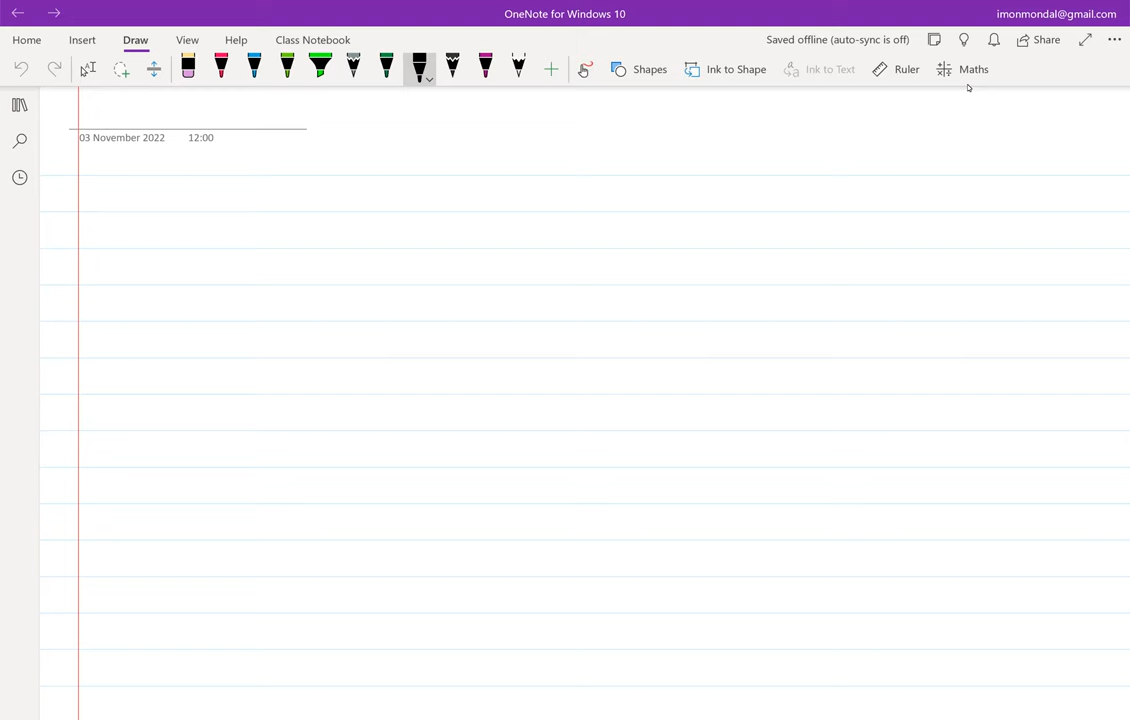 OneNote for Windows 10 imonmondal@gmail.com
Home Insert Draw View Help Class Notebook Saved offline (auto-sync is off) Share
Shapes Ink to Shape Ink to Text Ruler Maths
03 November 2022 12:00